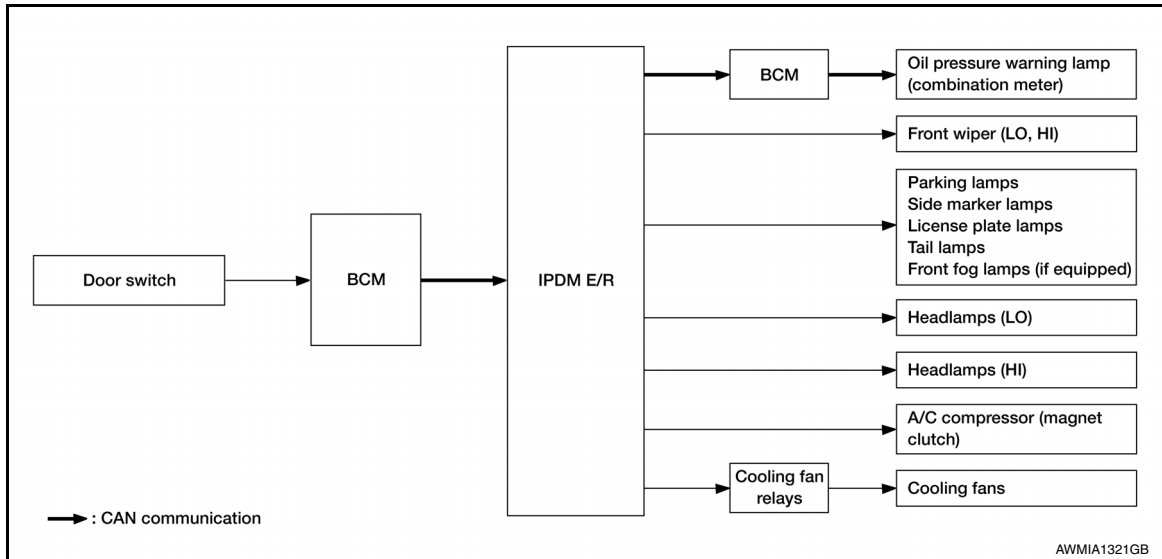 Door switch
BCM
IPDM E/R
BCM
Oil pressure warning lamp
(combination meter)
Front wiper (LO, HI)
Parking lamps
Side marker lamps
License plate lamps
Tail lamps
Front fog lamps (if equipped)
Headlamps (LO)
Headlamps (HI)
A/C compressor (magnet
clutch)
Cooling fan
relays
Cooling fans
: CAN communication
AWMIA1321GB